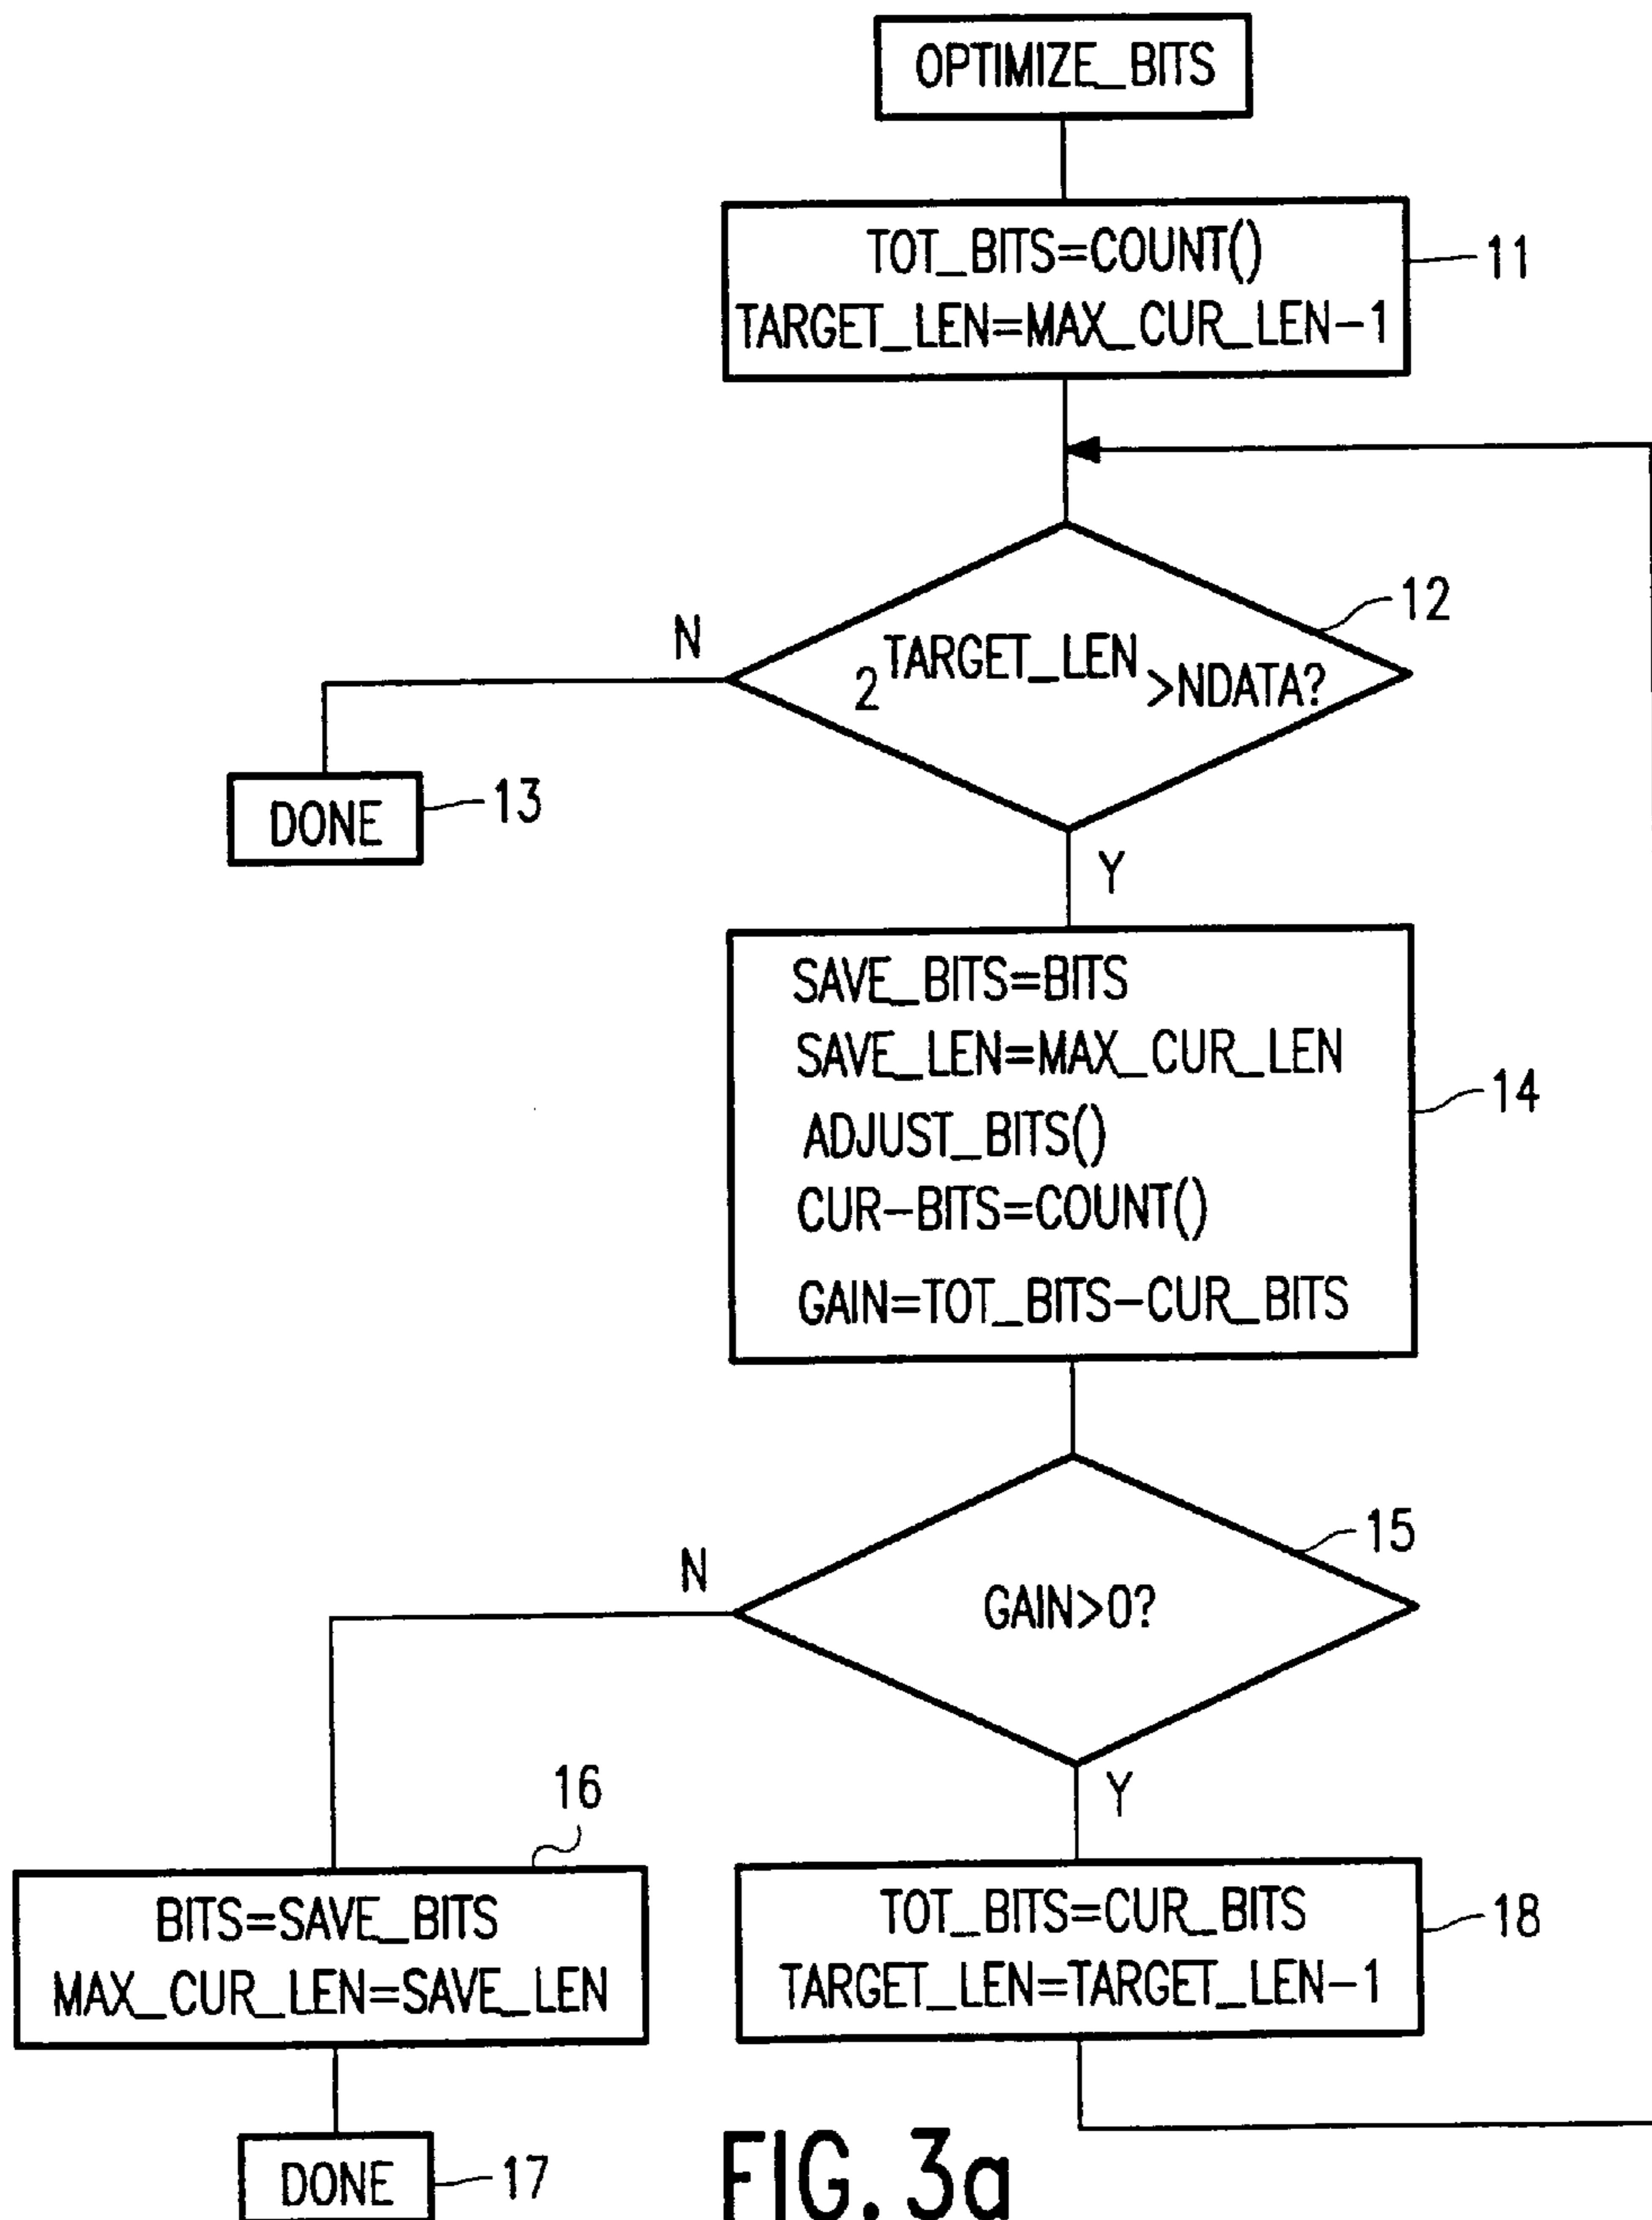 OPTIMIZE_BITS
TOT_BITS=COUNT()
TARGET_LEN=MAX_CUR_LEN-1
11
12
N
2^TARGET_LEN >NDATA?
DONE
13
Y
SAVE_BITS=BITS
SAVE_LEN=MAX_CUR_LEN
ADJUST_BITS()
CUR-BITS=COUNT()
GAIN=TOT_BITS-CUR_BITS
14
15
N
GAIN>0?
Y
16
BITS=SAVE_BITS
MAX_CUR_LEN=SAVE_LEN
TOT_BITS=CUR_BITS
TARGET_LEN=TARGET_LEN-1
18
DONE
17
FIG. 3a